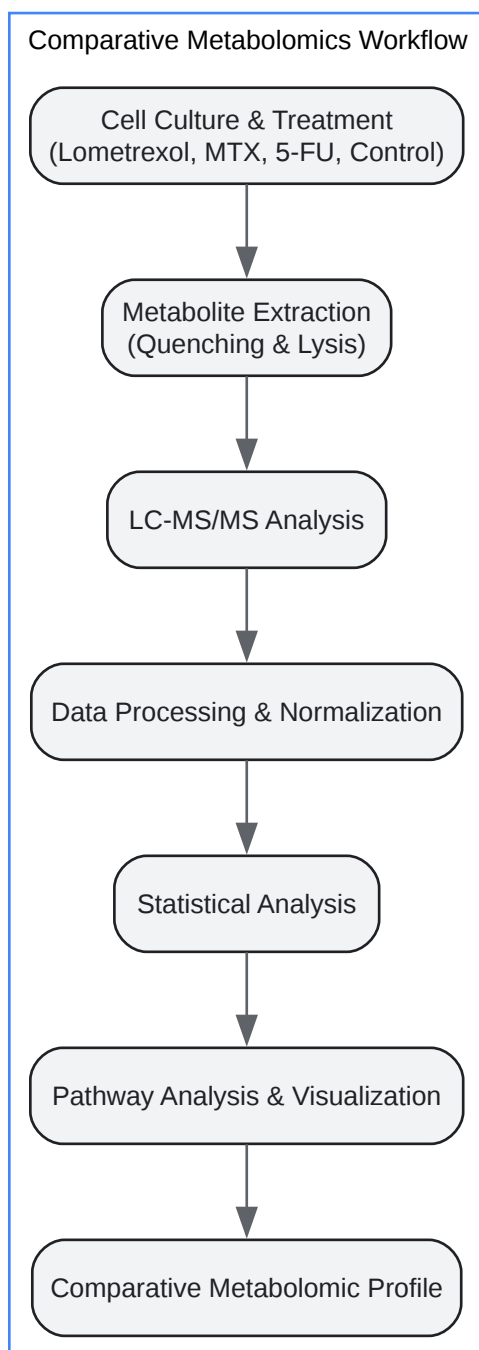 Comparative Metabolomics Workflow
Cell Culture & Treatment
(Lometrexol, MTX, 5-FU, Control)
Metabolite Extraction
(Quenching & Lysis)
LC-MS/MS Analysis
Data Processing & Normalization
Statistical Analysis
Pathway Analysis & Visualization
Comparative Metabolomic Profile